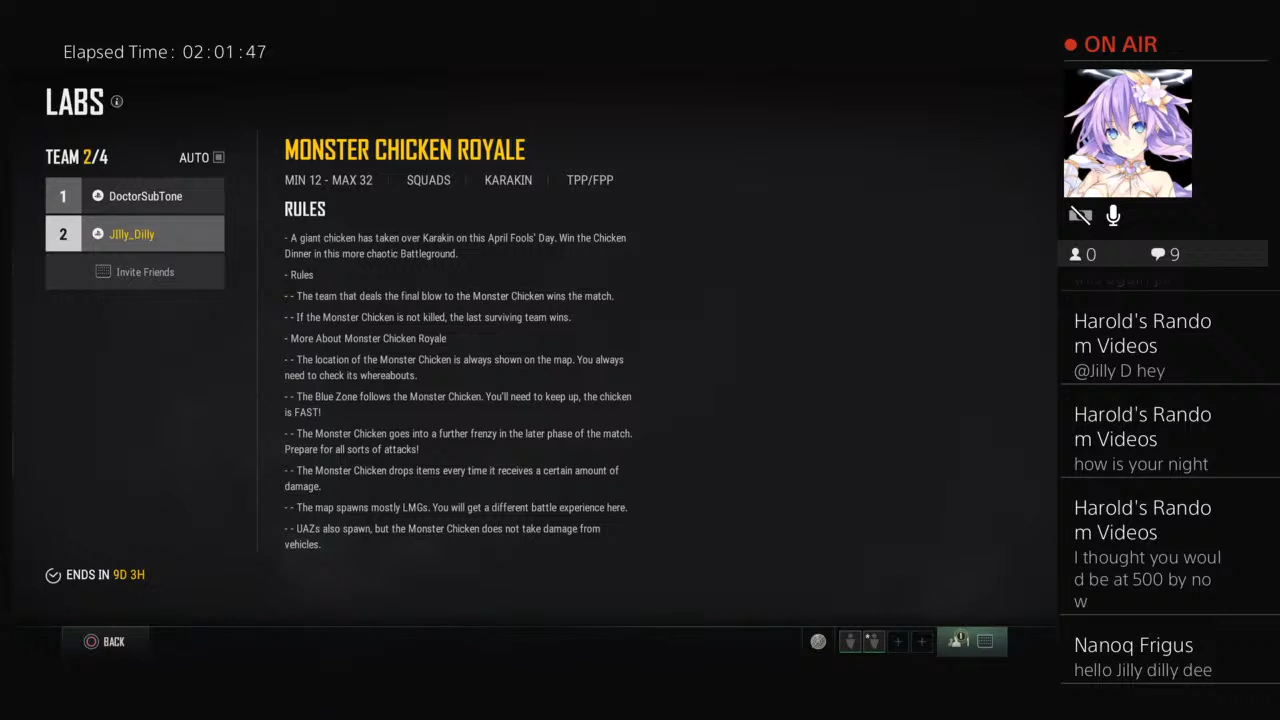 Elapsed Time: 02:01:47
LABS
TEAM 2/4
AUTO
1
DoctorSubTone
2
JIlly_Dilly
Invite Friends
ENDS IN 9D 3H
MONSTER CHICKEN ROYALE
MIN 12 - MAX 32
SQUADS
KARAKIN
TPP/FPP
RULES
- A giant chicken has taken over Karakin on this April Fools' Day. Win the Chicken
Dinner in this more chaotic Battleground.
- Rules
- - The team that deals the final blow to the Monster Chicken wins the match.
- - If the Monster Chicken is not killed, the last surviving team wins.
- More About Monster Chicken Royale
- - The location of the Monster Chicken is always shown on the map. You always
need to check its whereabouts.
- - The Blue Zone follows the Monster Chicken. You'll need to keep up, the chicken
is FAST!
- - The Monster Chicken goes into a further frenzy in the later phase of the match.
Prepare for all sorts of attacks!
- - The Monster Chicken drops items every time it receives a certain amount of
damage.
- - The map spawns mostly LMGs. You will get a different battle experience here.
- - UAZs also spawn, but the Monster Chicken does not take damage from
vehicles.
BACK
ON AIR
0
9
Harold's Rando
m Videos
@Jilly D hey
Harold's Rando
m Videos
how is your night
Harold's Rando
m Videos
I thought you woul
d be at 500 by no
w
Nanoq Frigus
hello Jilly dilly dee